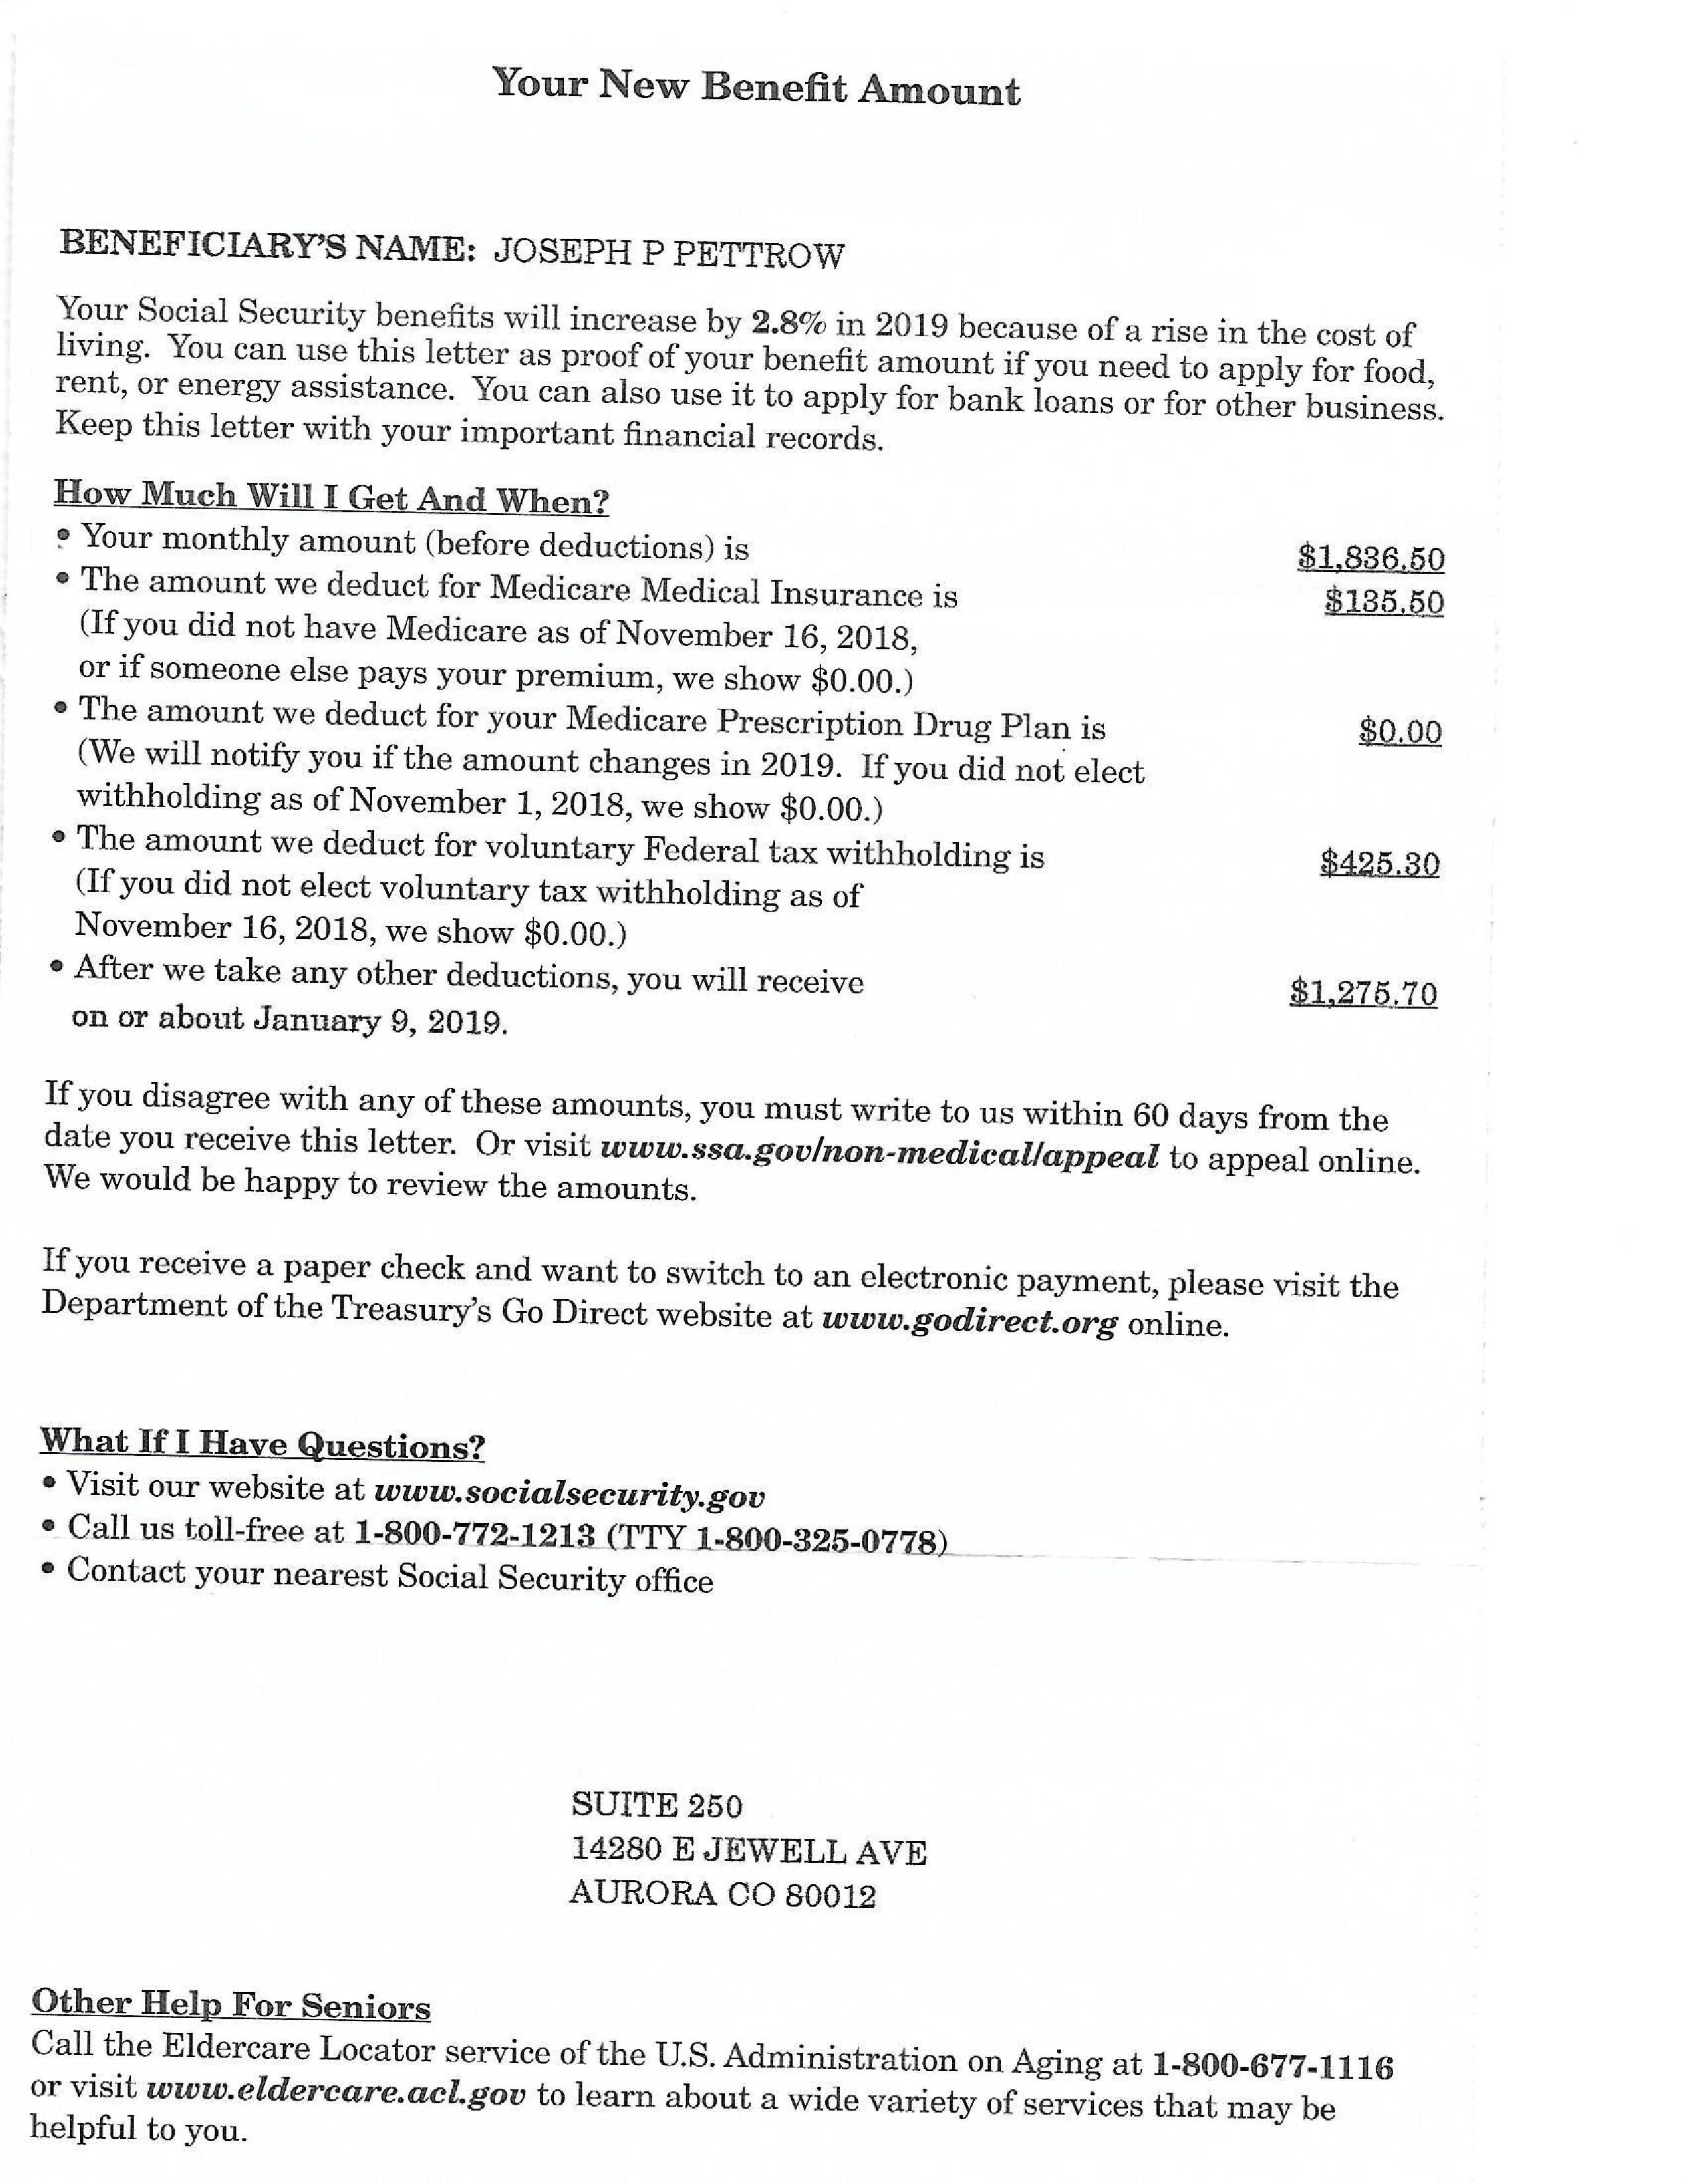 Your New Benefit Amount
BENEFICIARY'S NAME: JOSEPH P PETTROW
Your Social Security benefits will increase by 2.8% in 2019 because of a rise in the cost of
living. You can use this letter as proof of your benefit amount if you need to apply for food,
rent, or energy assistance. You can also use it to apply for bank loans or for other business.
Keep this letter with your important financial records.
How Much Will I Get And When?
• Your monthly amount (before deductions) is $1,836.50
• The amount we deduct for Medicare Medical Insurance is $135.50
(If you did not have Medicare as of November 16, 2018,
or if someone else pays your premium, we show $0.00.)
• The amount we deduct for your Medicare Prescription Drug Plan is $0.00
(We will notify you if the amount changes in 2019. If you did not elect
withholding as of November 1, 2018, we show $0.00.)
• The amount we deduct for voluntary Federal tax withholding is $425.30
(If you did not elect voluntary tax withholding as of
November 16, 2018, we show $0.00.)
• After we take any other deductions, you will receive $1,275.70
on or about January 9, 2019.
If you disagree with any of these amounts, you must write to us within 60 days from the
date you receive this letter. Or visit www.ssa.gov/non-medical/appeal to appeal online.
We would be happy to review the amounts.
If you receive a paper check and want to switch to an electronic payment, please visit the
Department of the Treasury's Go Direct website at www.godirect.org online.
What If I Have Questions?
• Visit our website at www.socialsecurity.gov
• Call us toll-free at 1-800-772-1213 (TTY 1-800-325-0778)
• Contact your nearest Social Security office
SUITE 250
14280 E JEWELL AVE
AURORA CO 80012
Other Help For Seniors
Call the Eldercare Locator service of the U.S. Administration on Aging at 1-800-677-1116
or visit www.eldercare.acl.gov to learn about a wide variety of services that may be
helpful to you.